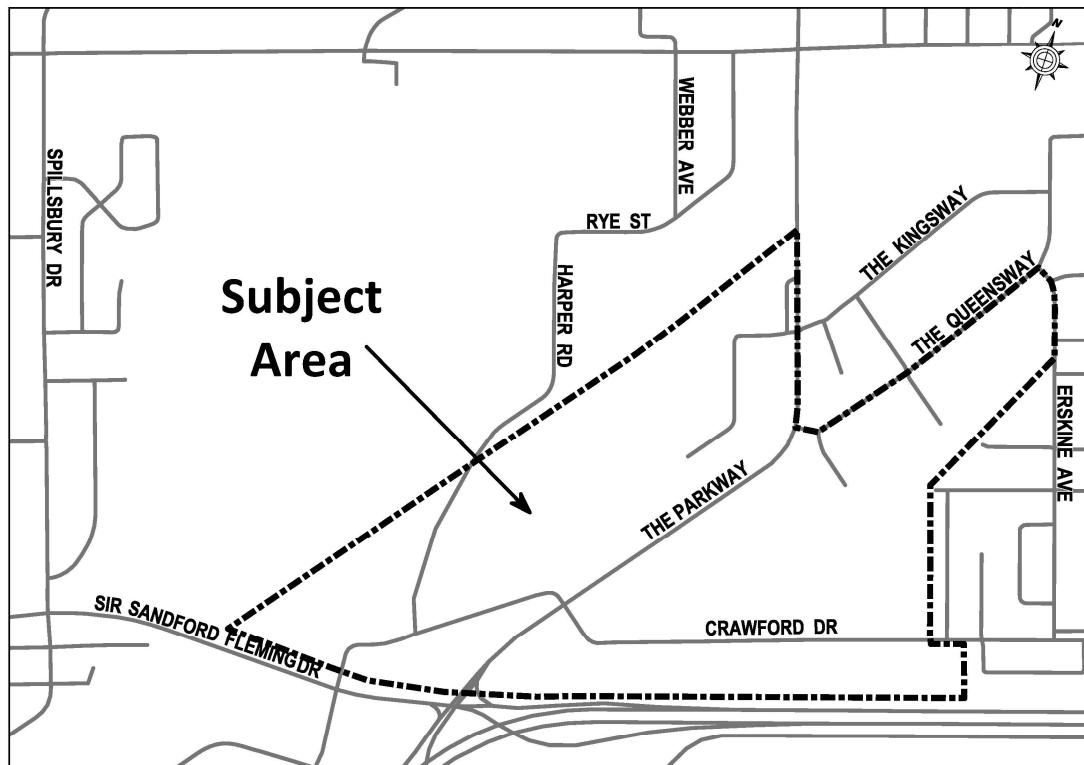 N
WEBBER AVE
SPILLSBURY DR
RYE ST
THE KINGSWAY
HARPER RD
THE QUEENSWAY
Subject
Area
ERSKINE AVE
THE PARKWAY
SIR SANDFORD FLEMING DR
CRAWFORD DR